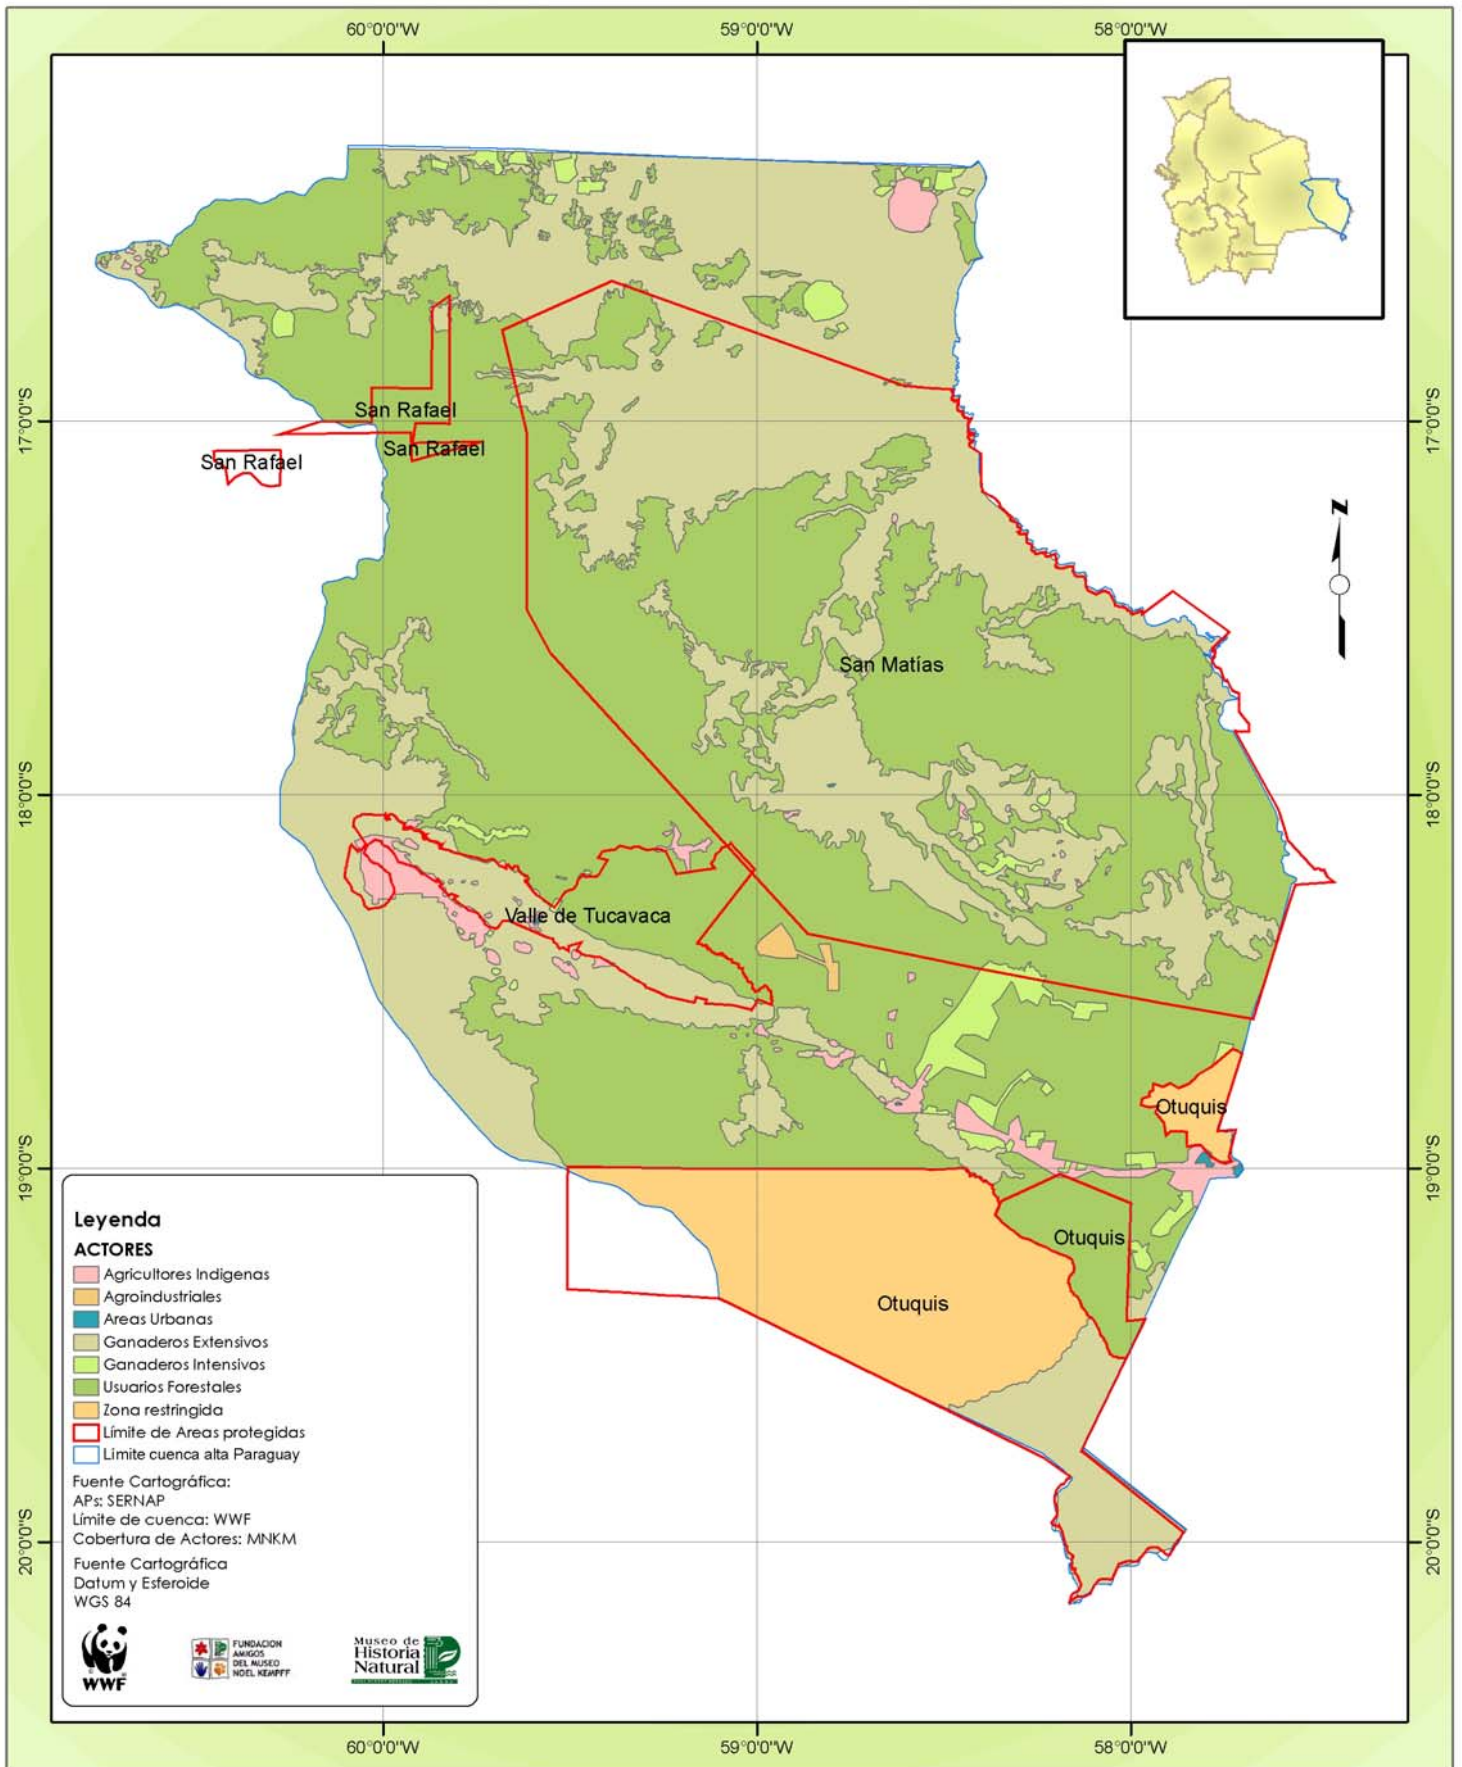 60°0'0"W
59°0'0"W
58°0'0"W
17°0'0"S
17°0'0"S
San Rafael
San Rafael
San Rafael
N
San Matías
18°0'0"S
18°0'0"S
Valle de Tucavaca
Otuquis
19°0'0"S
19°0'0"S
Otuquis
Otuquis
Leyenda
ACTORES
Agricultores Indigenas
Agroindustriales
Areas Urbanas
Ganaderos Extensivos
Ganaderos Intensivos
Usuarios Forestales
Zona restringida
Límite de Areas protegidas
Límite cuenca alta Paraguay
Fuente Cartográfica:
APs: SERNAP
Límite de cuenca: WWF
Cobertura de Actores: MNKM
Fuente Cartográfica
Datum y Esferoide
WGS 84
20°0'0"S
20°0'0"S
WWF
FUNDACION
AMIGOS
DEL MUSEO
NOEL KEMPFF
Museo de
Historia
Natural
60°0'0"W
59°0'0"W
58°0'0"W